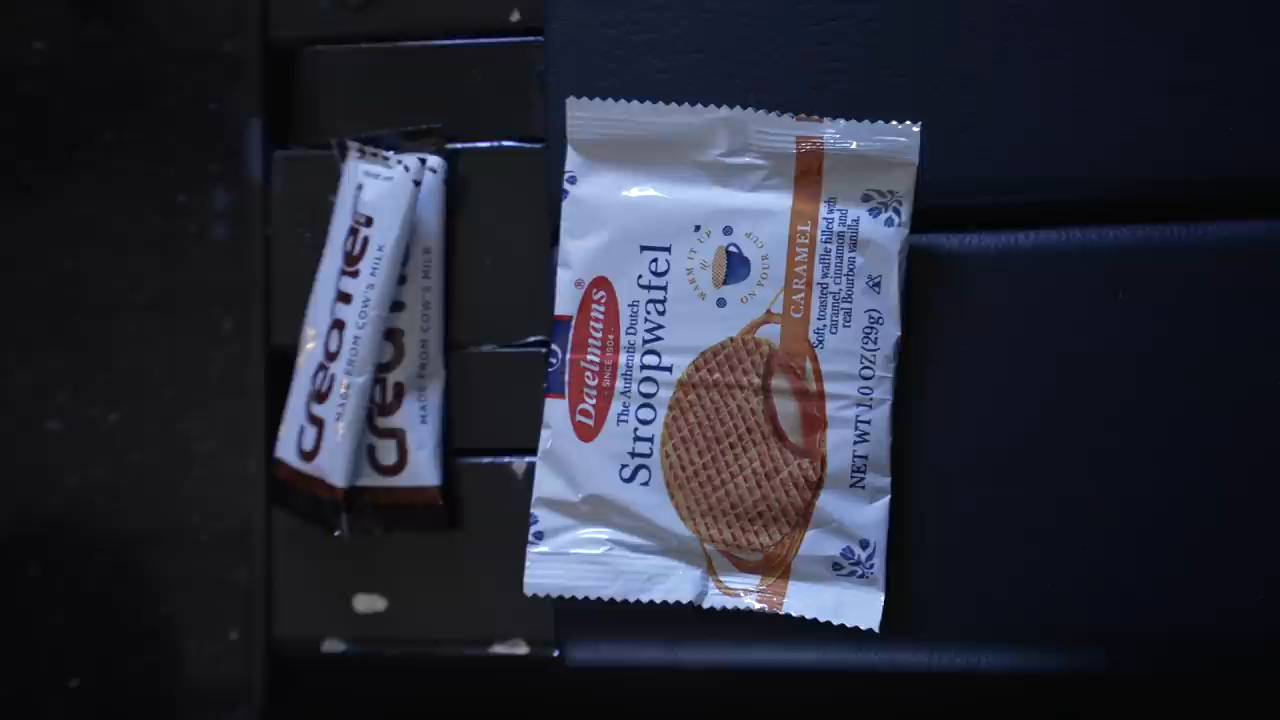 creamer
MADE FROM COW'S MILK
creamer
MADE FROM COW'S MILK
Daelmans®
· SINCE 1904 ·
The Authentic Dutch
Stroopwafel
WARM IT UP
ON YOUR CUP
CARAMEL
Soft, toasted waffle filled with
caramel, cinnamon and
real Bourbon vanilla.
NET WT 1.0 OZ (29g)